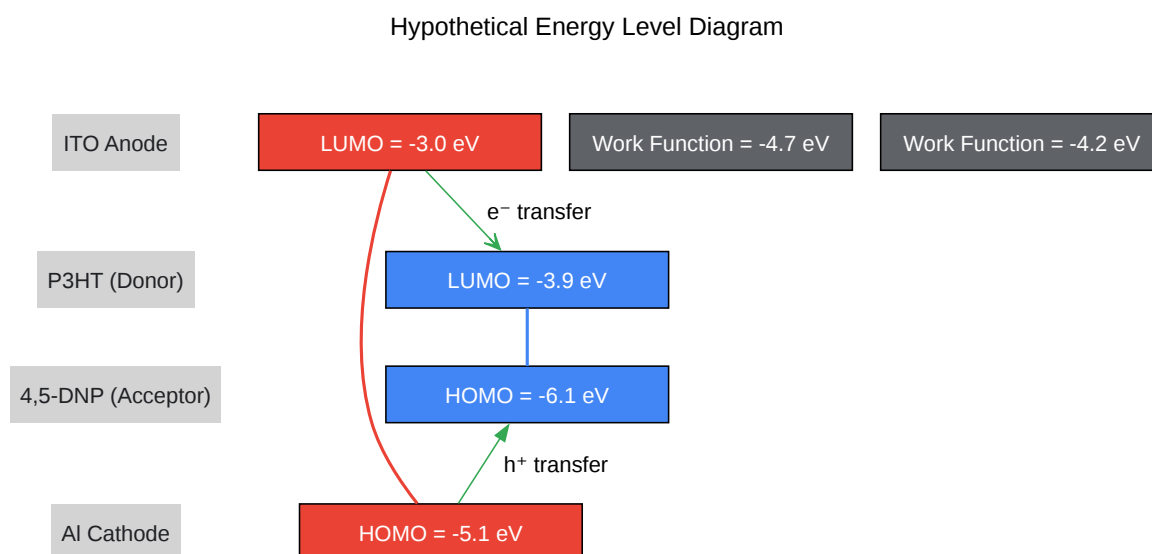 Hypothetical Energy Level Diagram
ITO Anode
LUMO = -3.0 eV
Work Function = -4.7 eV
Work Function = -4.2 eV
e⁻ transfer
P3HT (Donor)
LUMO = -3.9 eV
4,5-DNP (Acceptor)
HOMO = -6.1 eV
h⁺ transfer
Al Cathode
HOMO = -5.1 eV